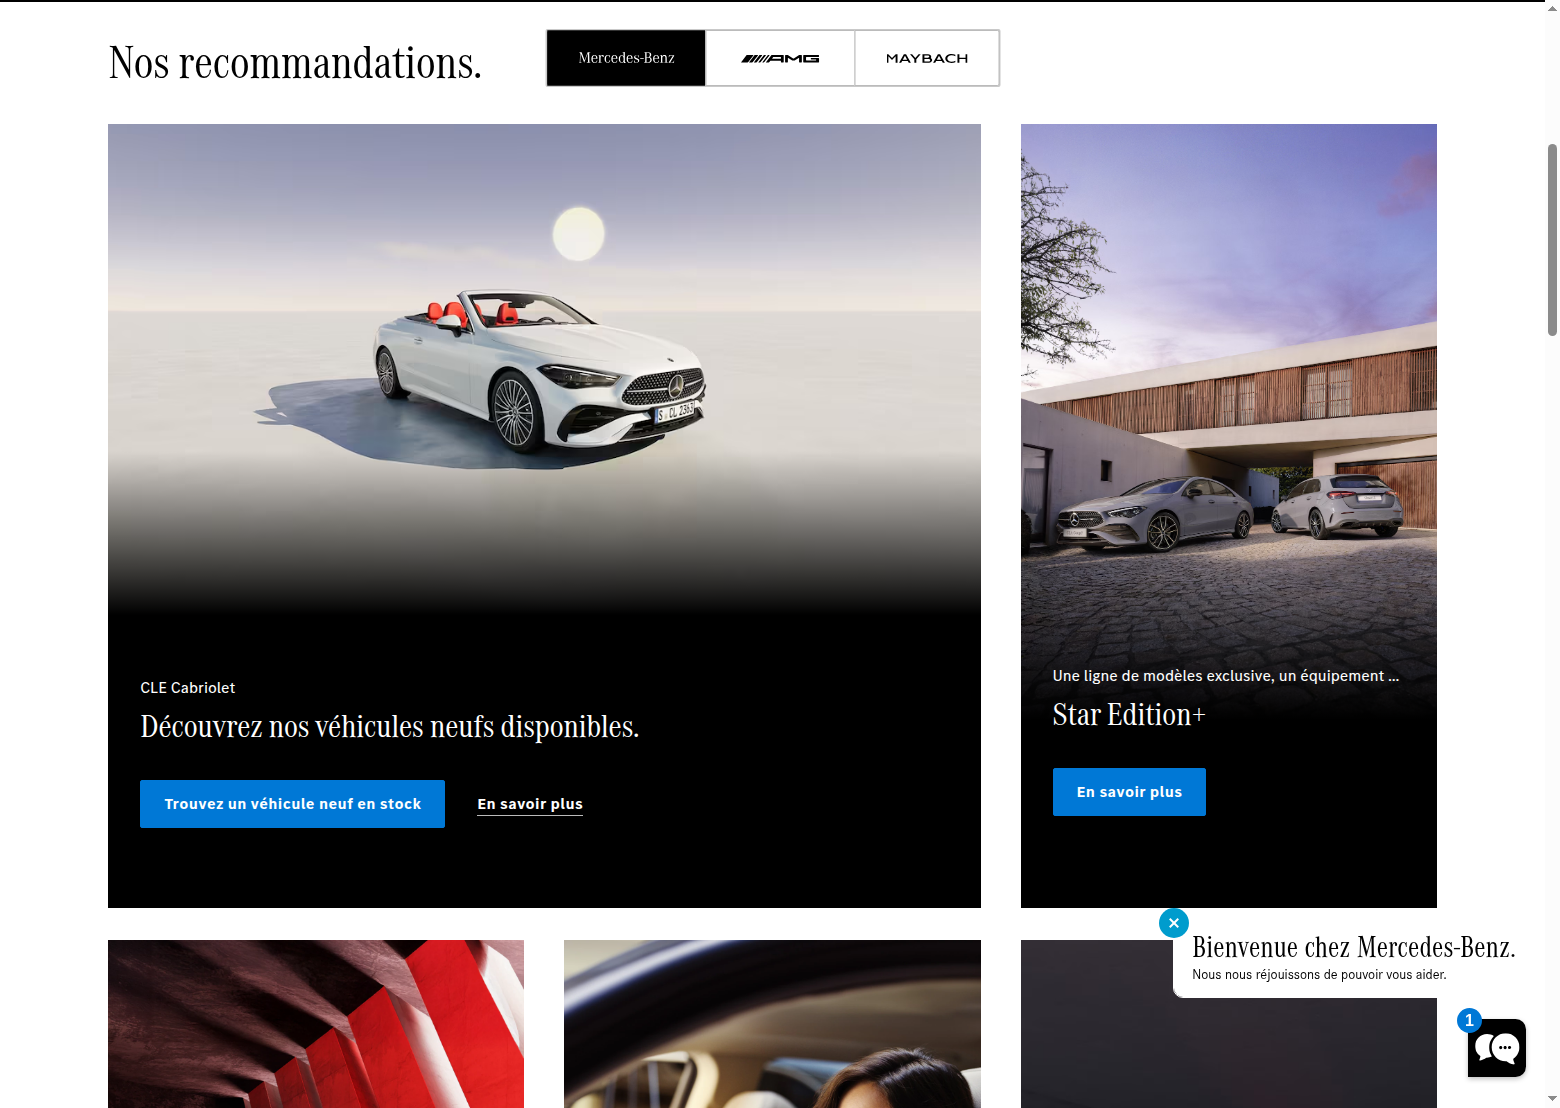 Nos recommandations.
Mercedes-Benz
AMG
MAYBACH
S CL 2363
CLE Cabriolet
Découvrez nos véhicules neufs disponibles.
Trouvez un véhicule neuf en stock
En savoir plus
Une ligne de modèles exclusive, un équipement ...
Star Edition+
En savoir plus
Bienvenue chez Mercedes-Benz.
Nous nous réjouissons de pouvoir vous aider.
1